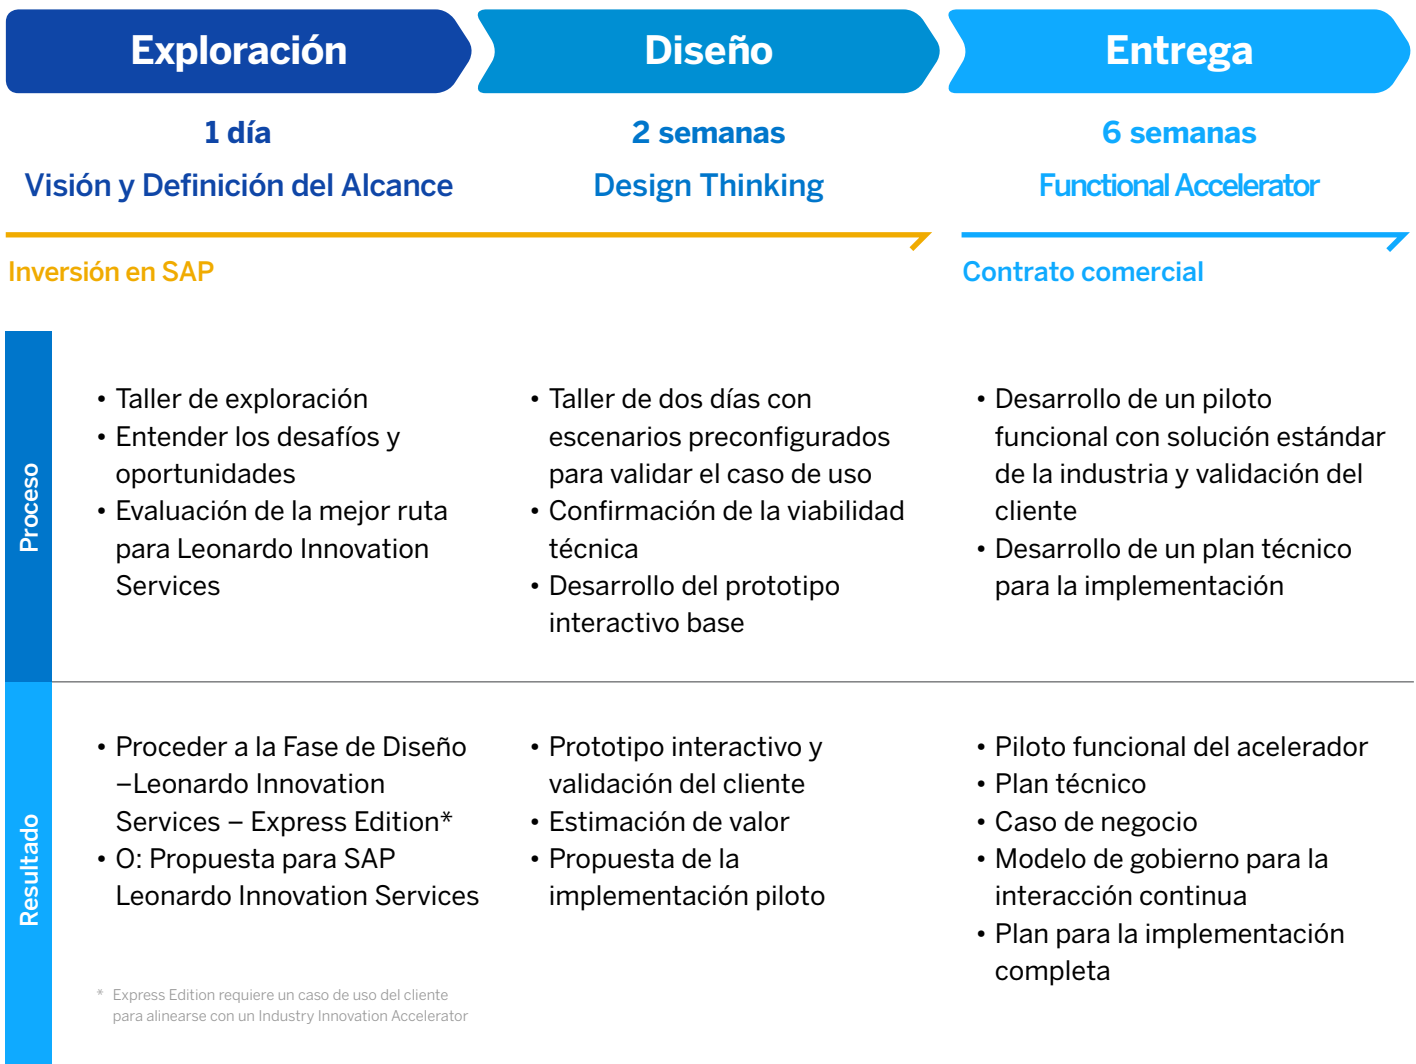 Exploración
Diseño
Entrega
1 día
2 semanas
6 semanas
Visión y Definición del Alcance
Design Thinking
Functional Accelerator
Inversión en SAP
Contrato comercial
Proceso
• Taller de exploración
• Entender los desafíos y
oportunidades
• Evaluación de la mejor ruta
para Leonardo Innovation
Services
• Taller de dos días con
escenarios preconfigurados
para validar el caso de uso
• Confirmación de la viabilidad
técnica
• Desarrollo del prototipo
interactivo base
• Desarrollo de un piloto
funcional con solución estándar
de la industria y validación del
cliente
• Desarrollo de un plan técnico
para la implementación
Resultado
• Proceder a la Fase de Diseño
–Leonardo Innovation
Services – Express Edition*
• O: Propuesta para SAP
Leonardo Innovation Services
• Prototipo interactivo y
validación del cliente
• Estimación de valor
• Propuesta de la
implementación piloto
• Piloto funcional del acelerador
• Plan técnico
• Caso de negocio
• Modelo de gobierno para la
interacción continua
• Plan para la implementación
completa
* Express Edition requiere un caso de uso del cliente
para alinearse con un Industry Innovation Accelerator